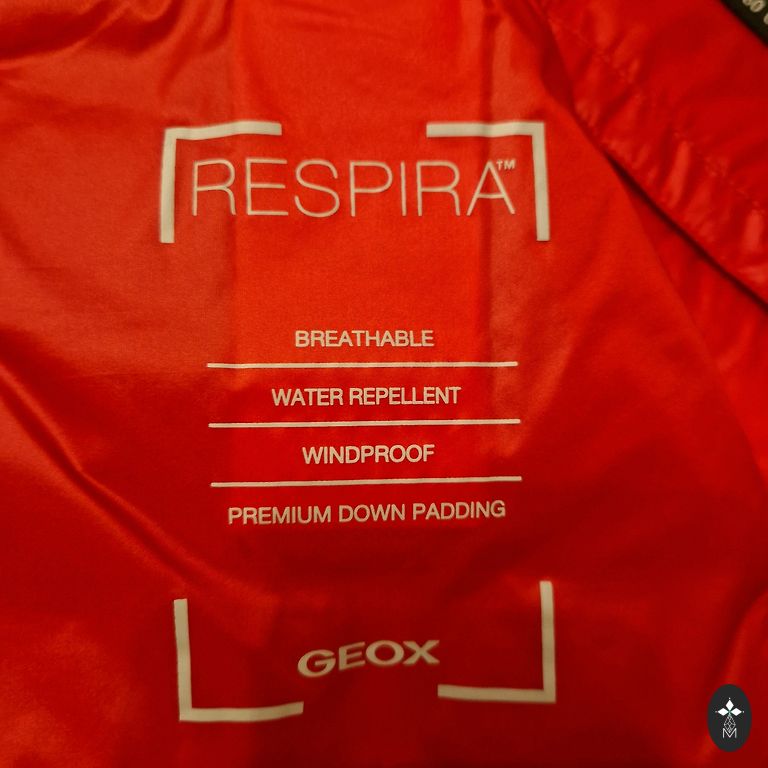 RESPIRA™
BREATHABLE
WATER REPELLENT
WINDPROOF
PREMIUM DOWN PADDING
GEOX
M